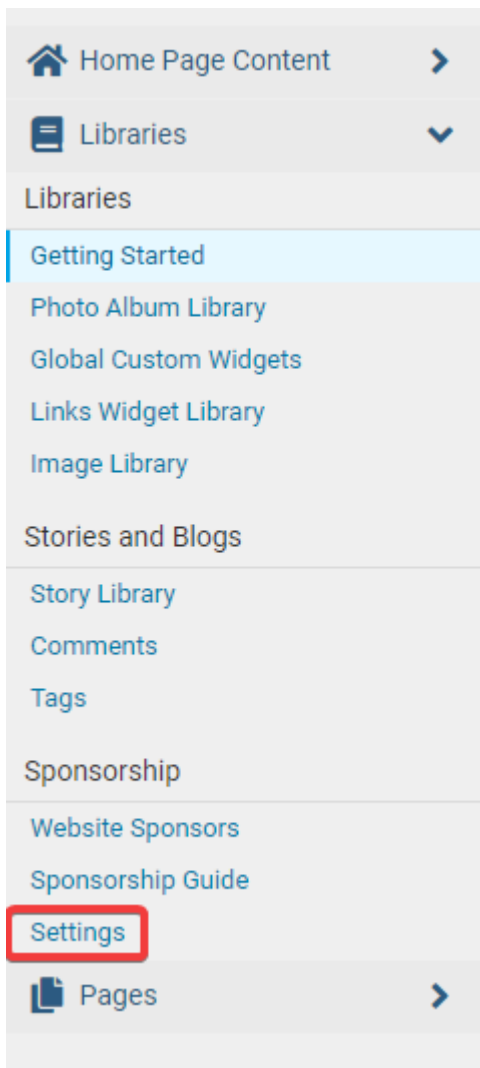 Home Page Content
Libraries
Libraries
Getting Started
Photo Album Library
Global Custom Widgets
Links Widget Library
Image Library
Stories and Blogs
Story Library
Comments
Tags
Sponsorship
Website Sponsors
Sponsorship Guide
Settings
Pages